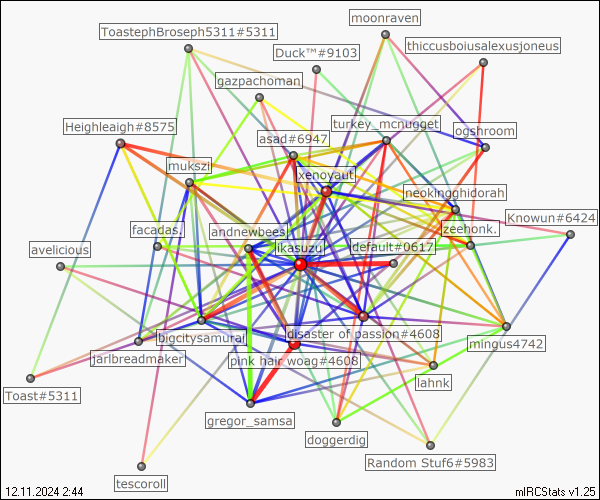 moonraven
ToastephBroseph5311#5311
thiccusboiusalexusjoneus
Duck™#9103
gazpachoman
turkey_mcnugget
Heighleaigh#8575
ogshroom
asad#6947
mukszi
xenoyaut
neokingghidorah
Knowun#6424
facadas.
andnewbees
zeehonk.
avelicious
Ikasuzu
default#0617
disaster of passion#4608
bigcitysamurai
mingus4742
jaribreadmaker
pink hair woag#4608
lahnk
Toast#5311
gregor_samsa
doggerdig
Random Stuf6#5983
tescoroll
12.11.2024 2:44
mIRCStats v1.25